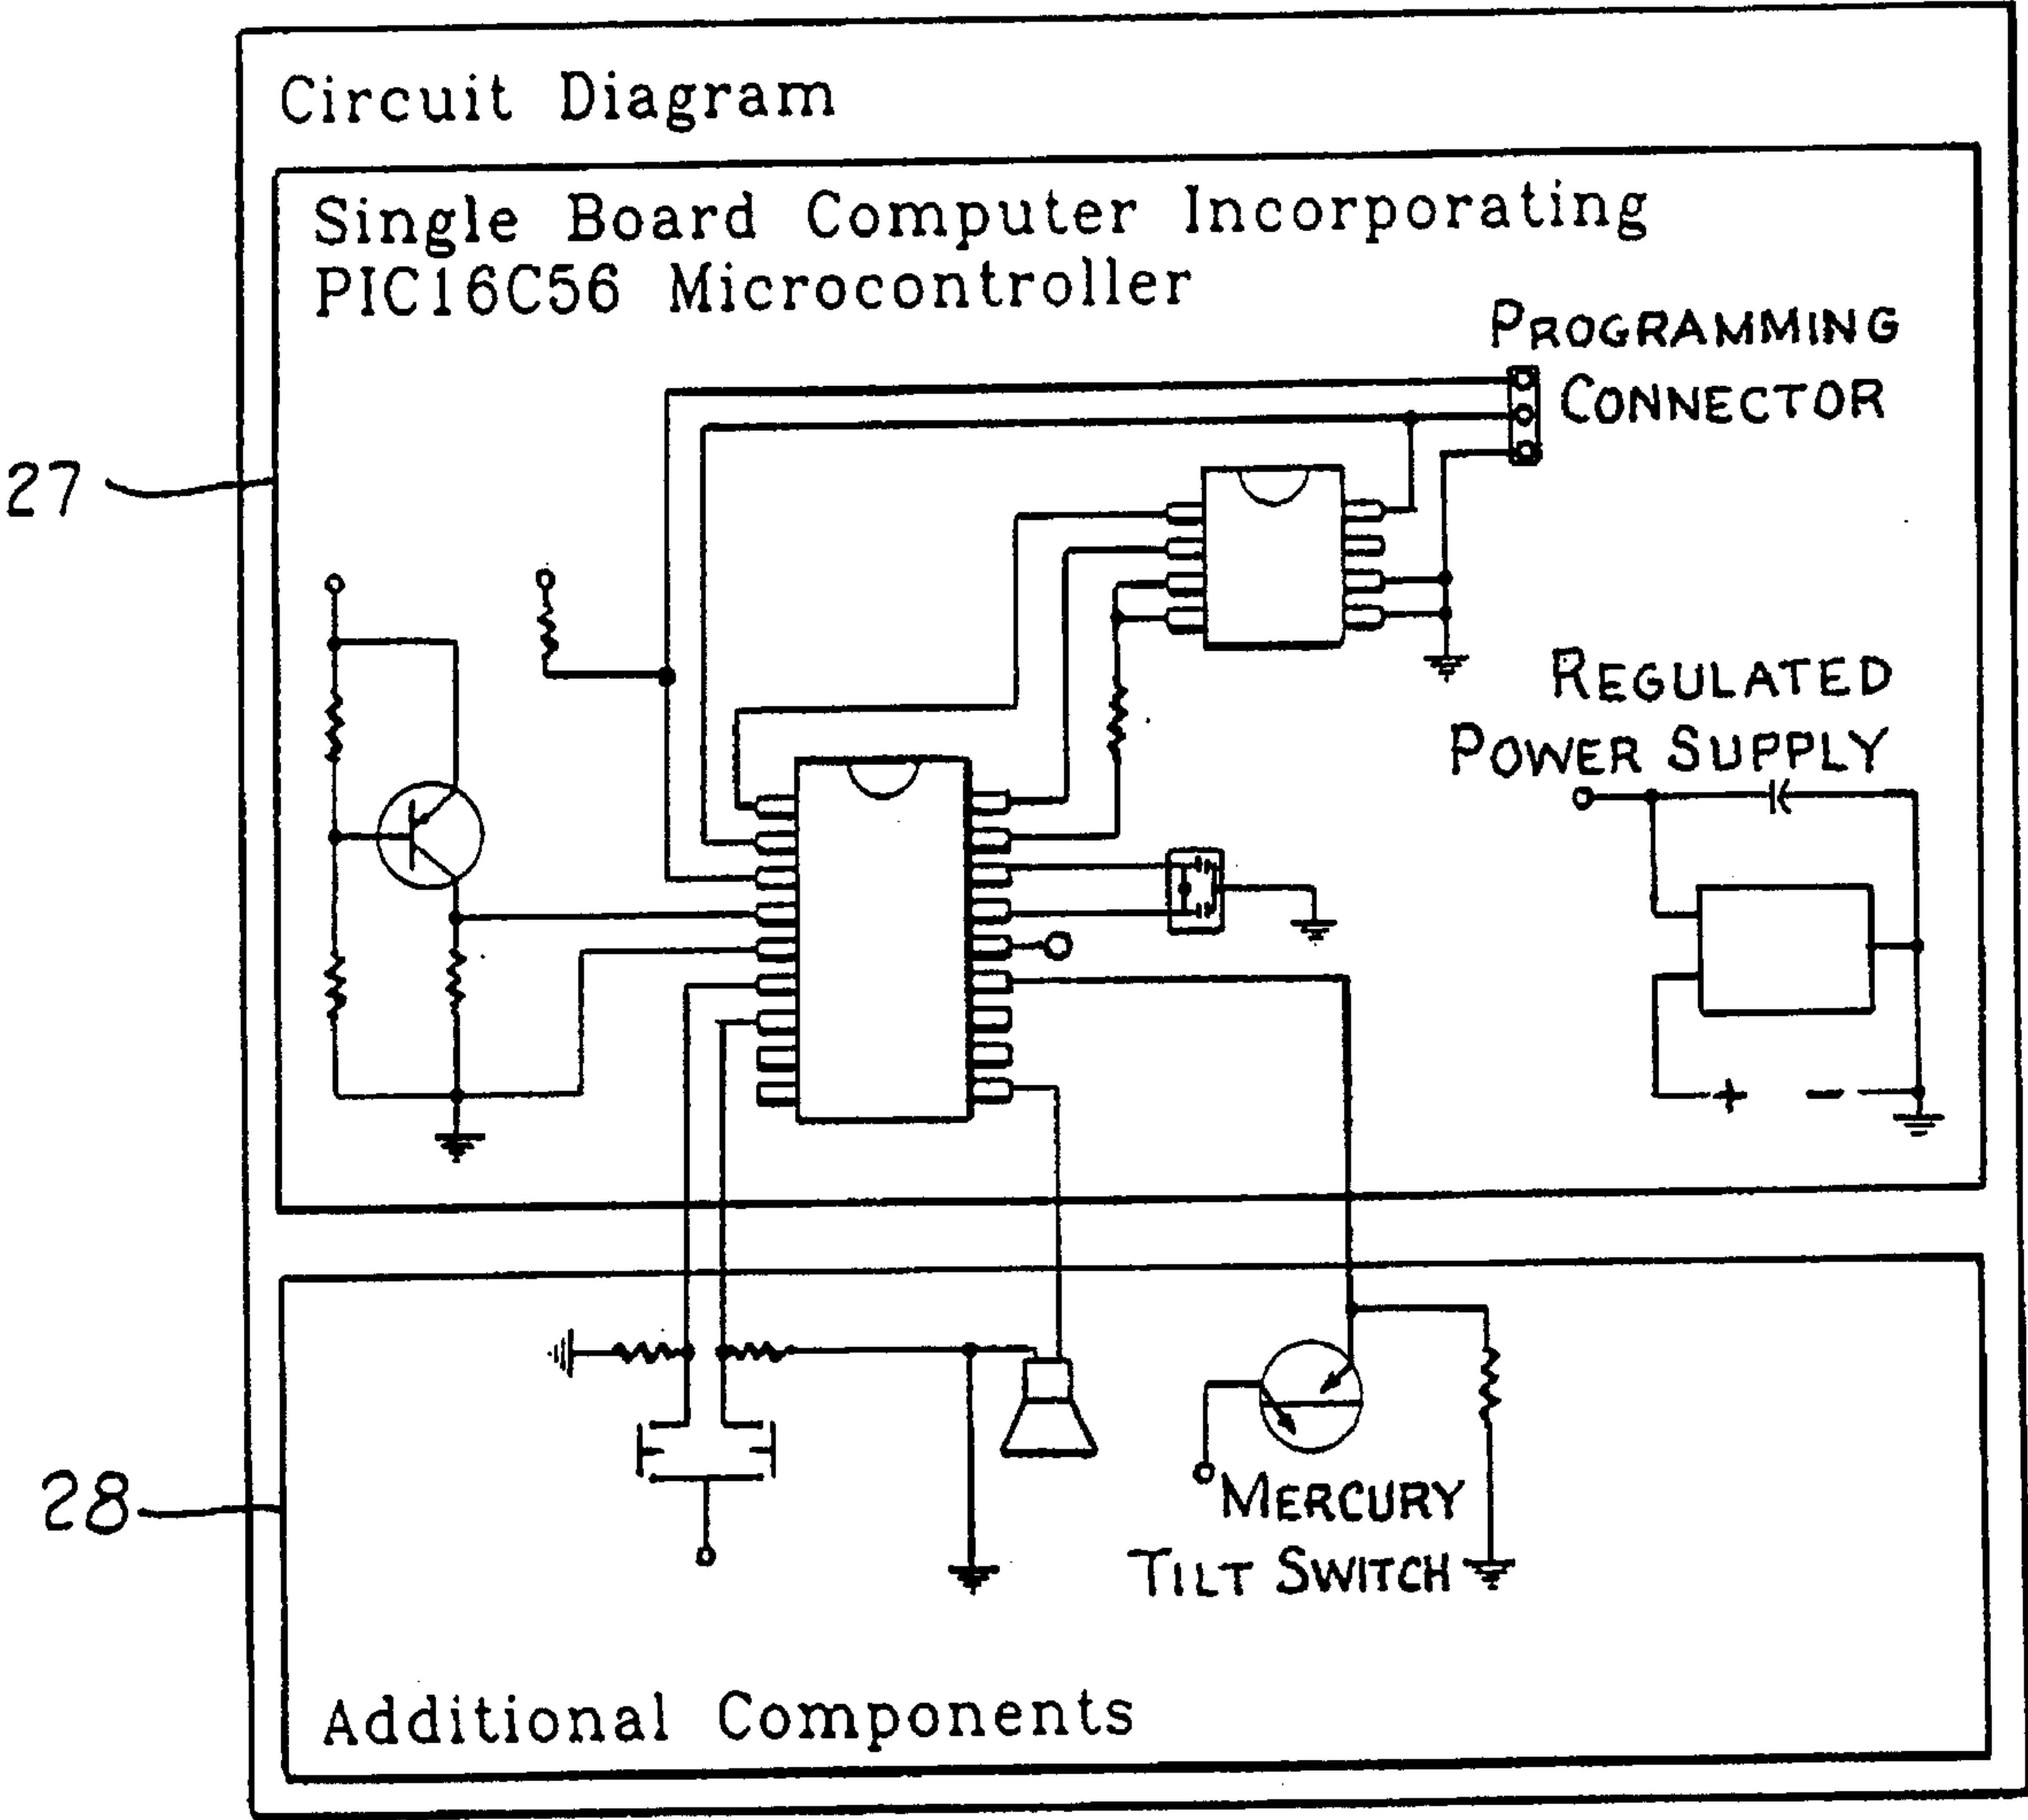 Circuit Diagram
Single Board Computer Incorporating
PIC16C56 Microcontroller
PROGRAMMING
CONNECTOR
27
REGULATED
POWER SUPPLY
+ -
28
MERCURY
TILT SWITCH
Additional Components